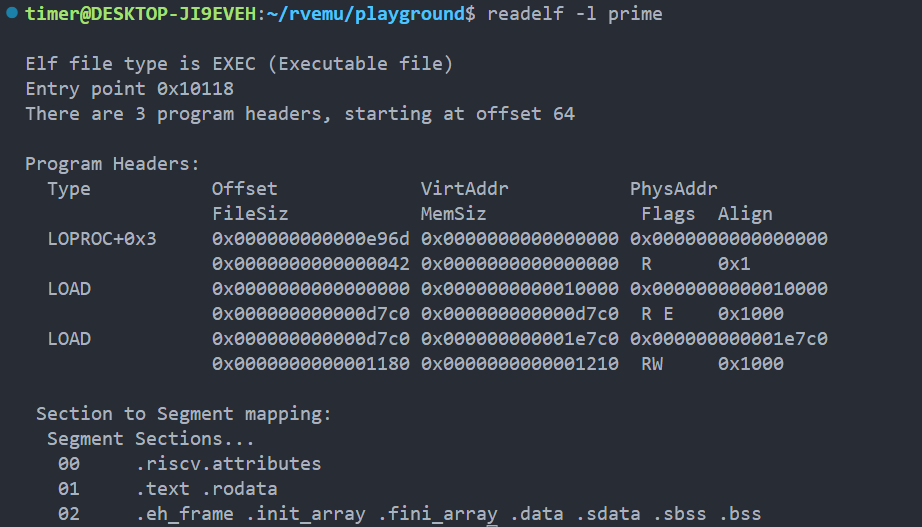 timer@DESKTOP-JI9EVEH:~/rvemu/playground$ readelf -l prime
Elf file type is EXEC (Executable file)
Entry point 0x10118
There are 3 program headers, starting at offset 64
Program Headers:
Type Offset VirtAddr PhysAddr
FileSiz MemSiz Flags Align
LOPROC+0x3 0x000000000000e96d 0x0000000000000000 0x0000000000000000
0x0000000000000042 0x0000000000000000 R 0x1
LOAD 0x0000000000000000 0x0000000000010000 0x0000000000010000
0x000000000000d7c0 0x000000000000d7c0 R E 0x1000
LOAD 0x000000000000d7c0 0x000000000001e7c0 0x000000000001e7c0
0x0000000000001180 0x0000000000001210 RW 0x1000
Section to Segment mapping:
Segment Sections...
00 .riscv.attributes
01 .text .rodata
02 .eh_frame .init_array .fini_array .data .sdata .sbss .bss